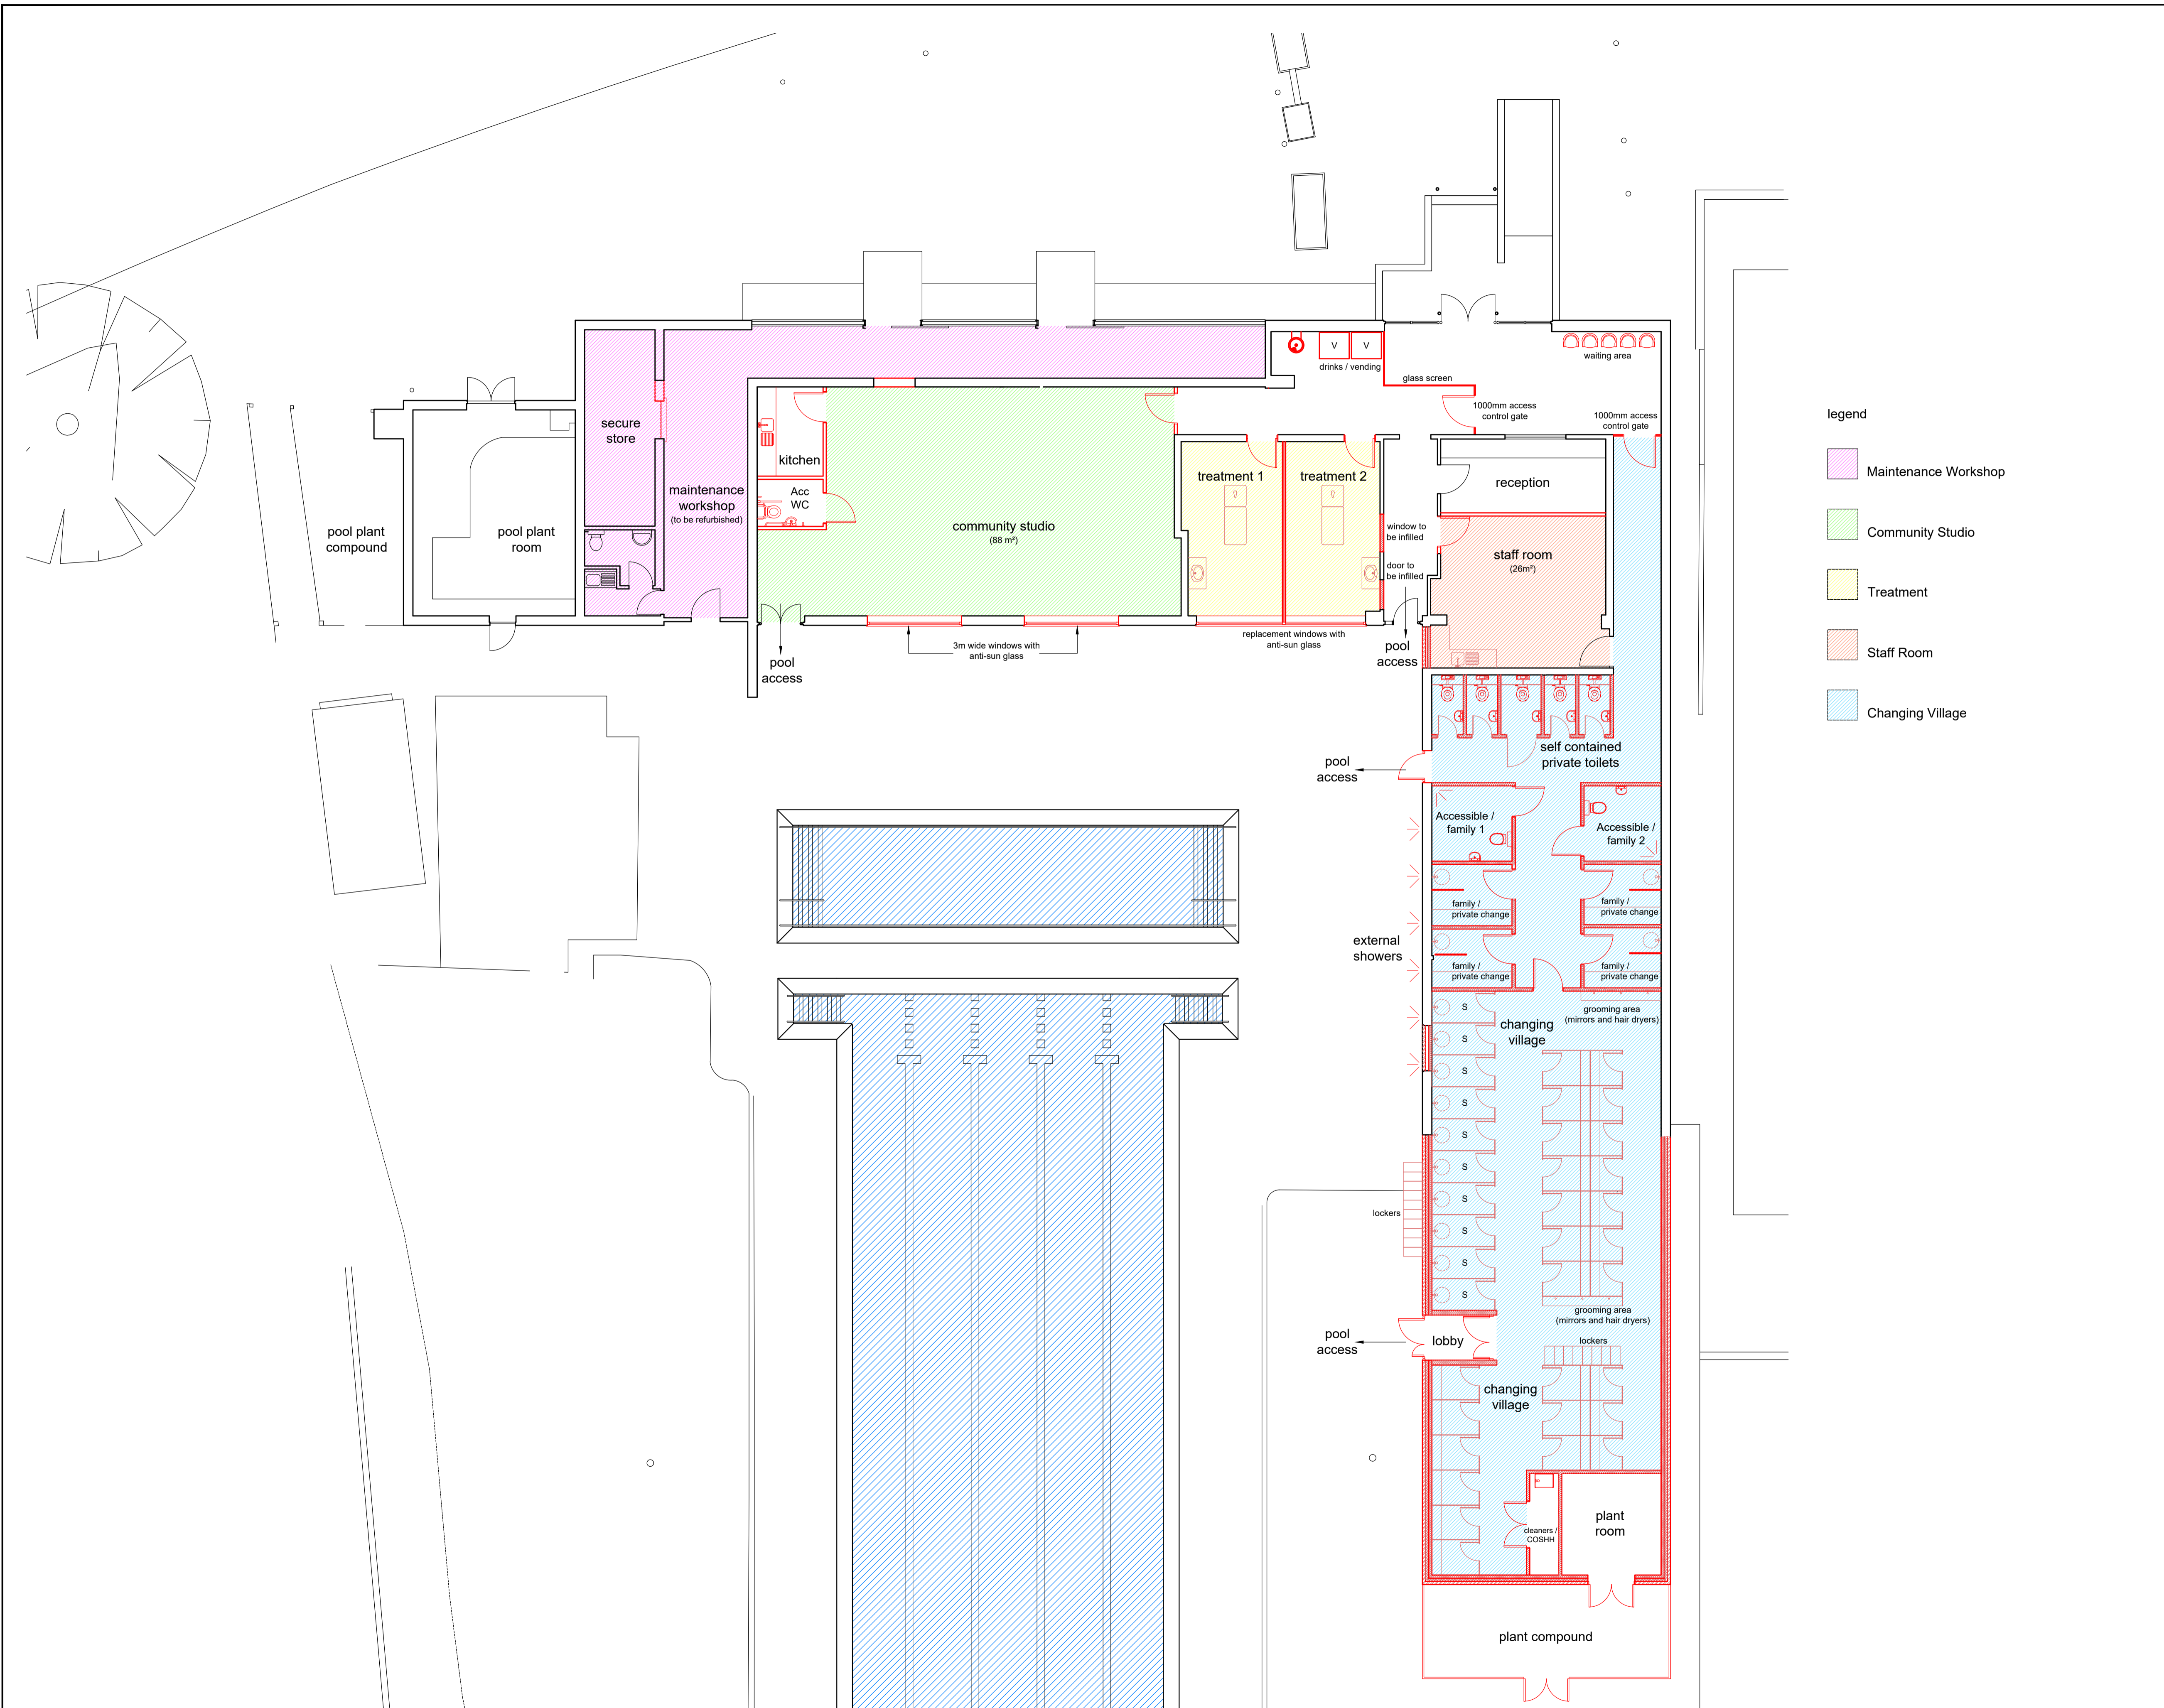 V
V
drinks / vending
waiting area
glass screen
1000mm access
control gate
1000mm access
control gate
secure
store
kitchen
Acc
WC
maintenance
workshop
(to be refurbished)
community studio
(88 m²)
treatment 1
treatment 2
reception
window to
be infilled
door to
be infilled
staff room
(26m²)
pool plant
compound
pool plant
room
pool
access
3m wide windows with
anti-sun glass
replacement windows with
anti-sun glass
pool
access
legend
Maintenance Workshop
Community Studio
Treatment
Staff Room
Changing Village
self contained
private toilets
pool
access
Accessible /
family 1
Accessible /
family 2
family /
private change
family /
private change
family /
private change
family /
private change
external
showers
grooming area
(mirrors and hair dryers)
changing
village
S
S
S
S
S
S
S
S
S
S
lockers
grooming area
(mirrors and hair dryers)
lockers
pool
access
lobby
changing
village
cleaners /
COSHH
plant
room
plant compound